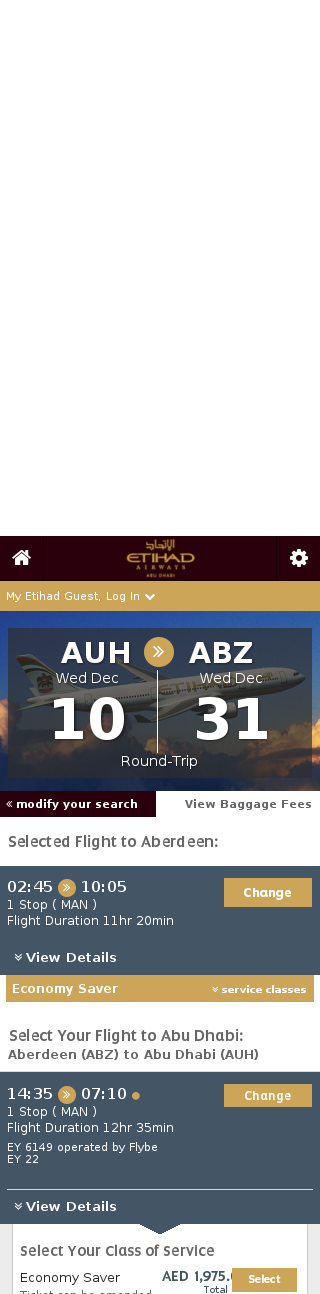 الإتحاد
ETIHAD
AIRWAYS
ABU DHABI
My Etihad Guest, Log In
AUH ABZ
Wed Dec Wed Dec
10 31
Round-Trip
modify your search View Baggage Fees
Selected Flight to Aberdeen:
02:45 10:05 Change
1 Stop ( MAN )
Flight Duration 11hr 20min
View Details
Economy Saver service classes
Select Your Flight to Abu Dhabi:
Aberdeen (ABZ) to Abu Dhabi (AUH)
14:35 07:10 Change
1 Stop ( MAN )
Flight Duration 12hr 35min
EY 6149 operated by Flybe
EY 22
View Details
Select Your Class of Service
Economy Saver AED 1,975. Select
Total
Ticket can be amended